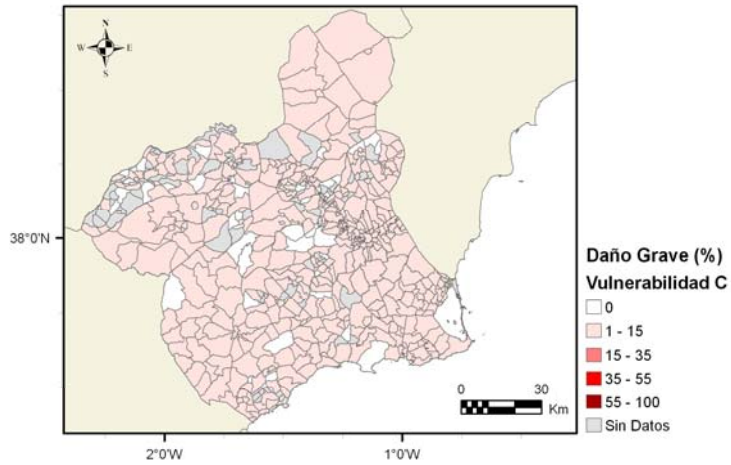 N
W E
S
38°0'N
Daño Grave (%)
Vulnerabilidad C
0
1 - 15
15 - 35
35 - 55
55 - 100
Sin Datos
0 30
Km
2°0'W 1°0'W